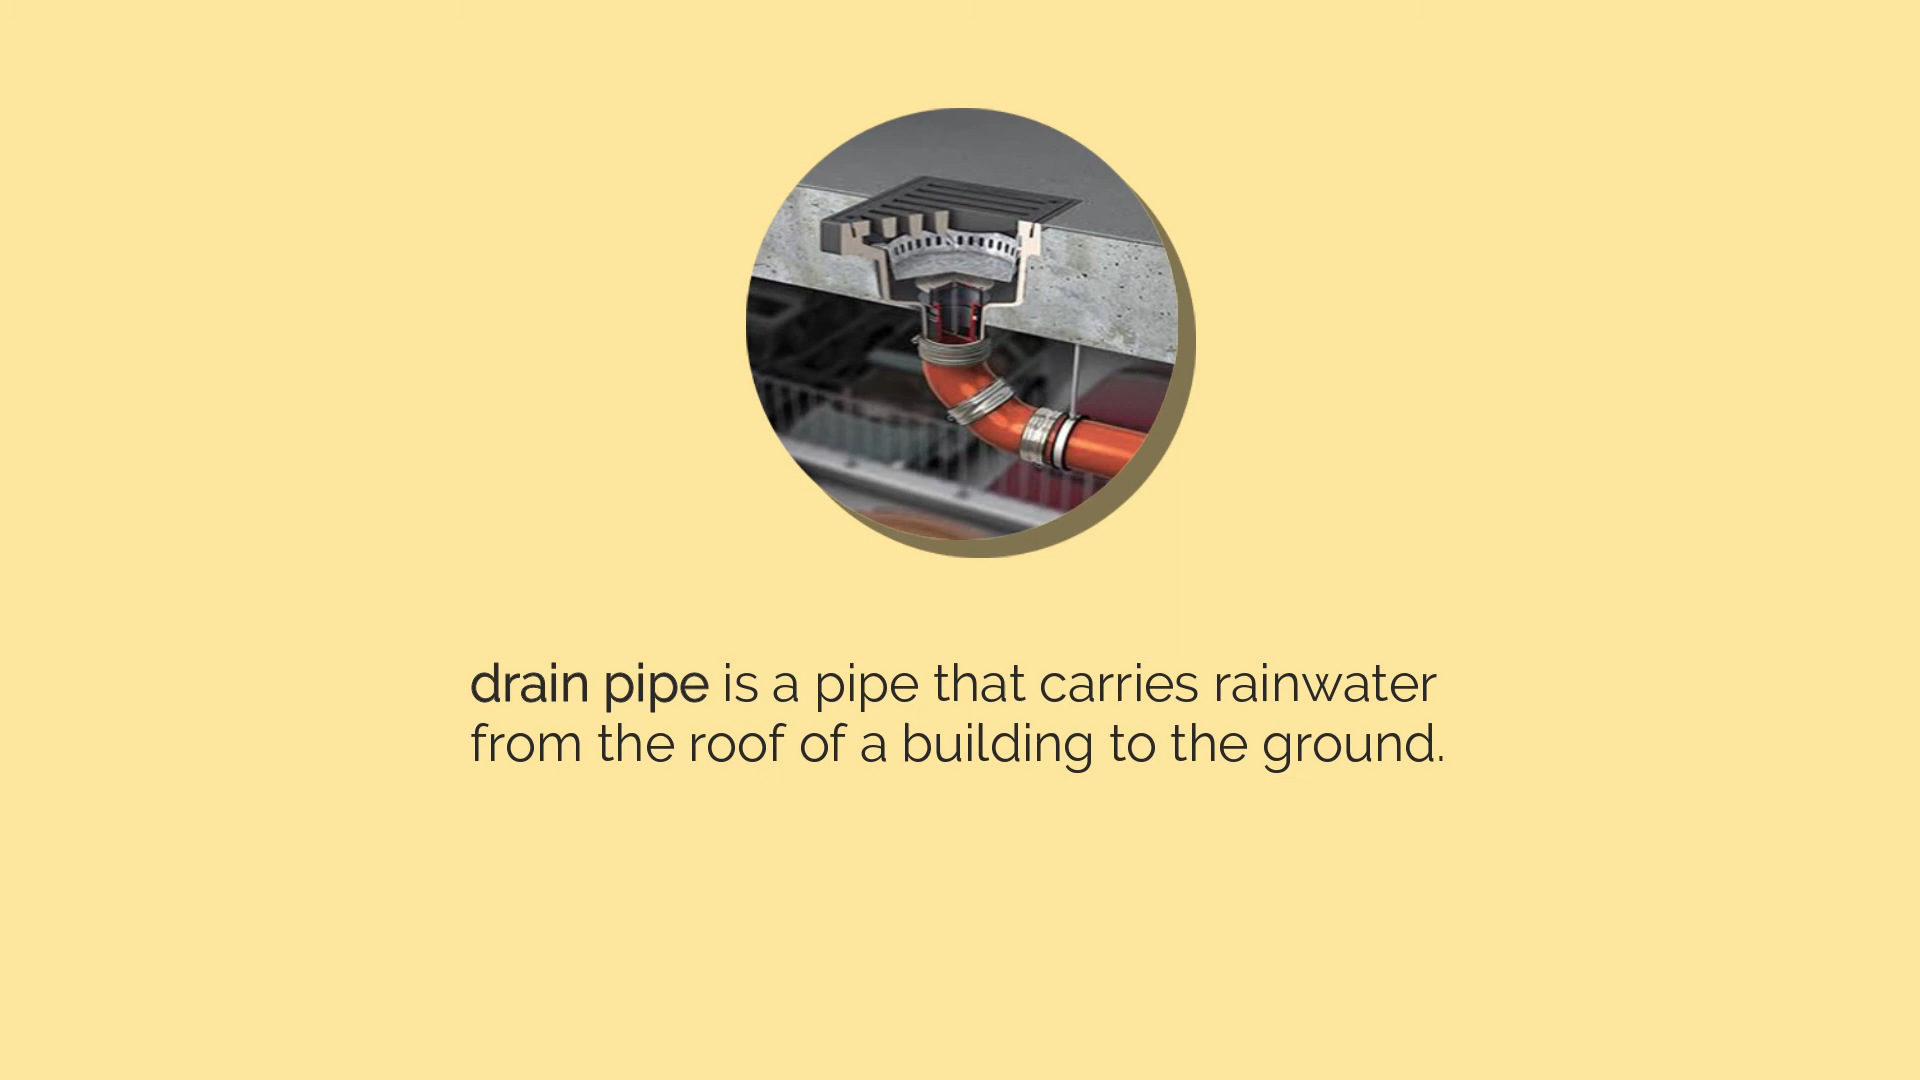 drain pipe is a pipe that carries rainwater
from the roof of a building to the ground.